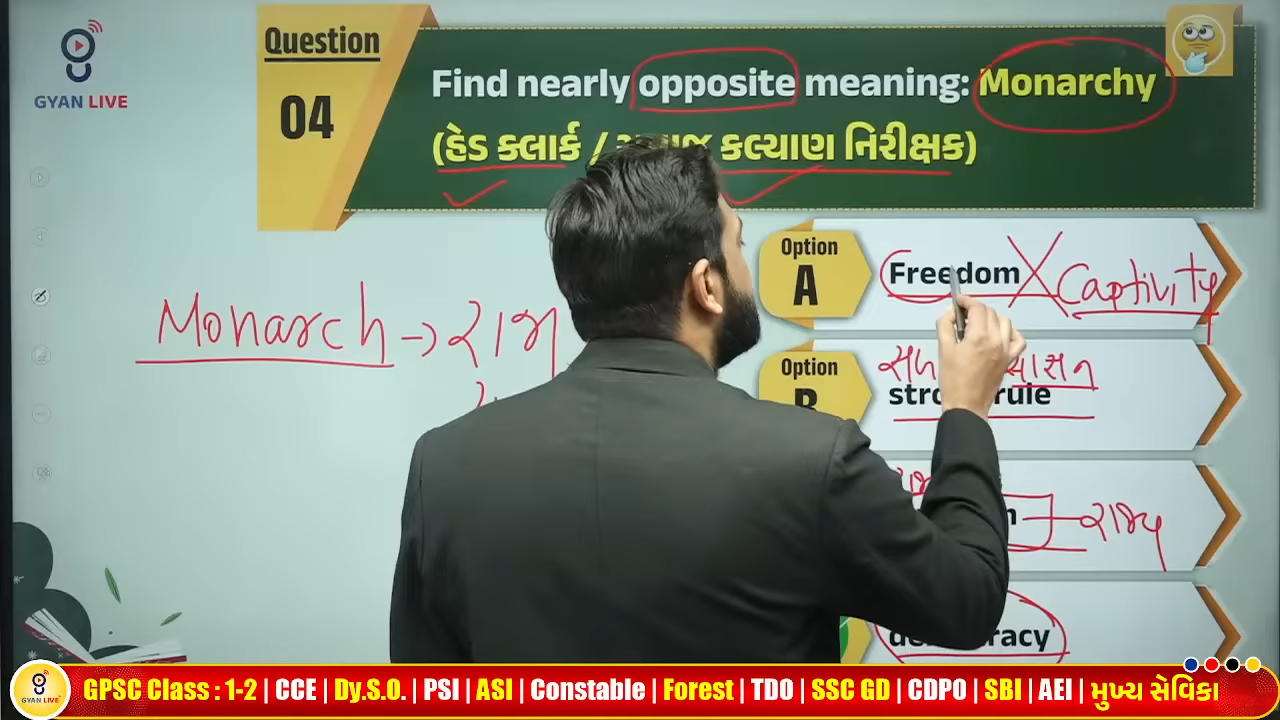 Question
04
GYAN LIVE
Find nearly opposite meaning: Monarchy
(હેડ ક્લાર્ક / કલ્યાણ નિરીક્ષક)
Option
A
Freedom
Captivity
Monarch →
Option
B
rule
રાજ્ય
GYAN LIVE
GPSC Class : 1-2 | CCE | Dy.S.O. | PSI | ASI | Constable | Forest | TDO | SSC GD | CDPO | SBI | AEI | મુખ્ય સેવિકા